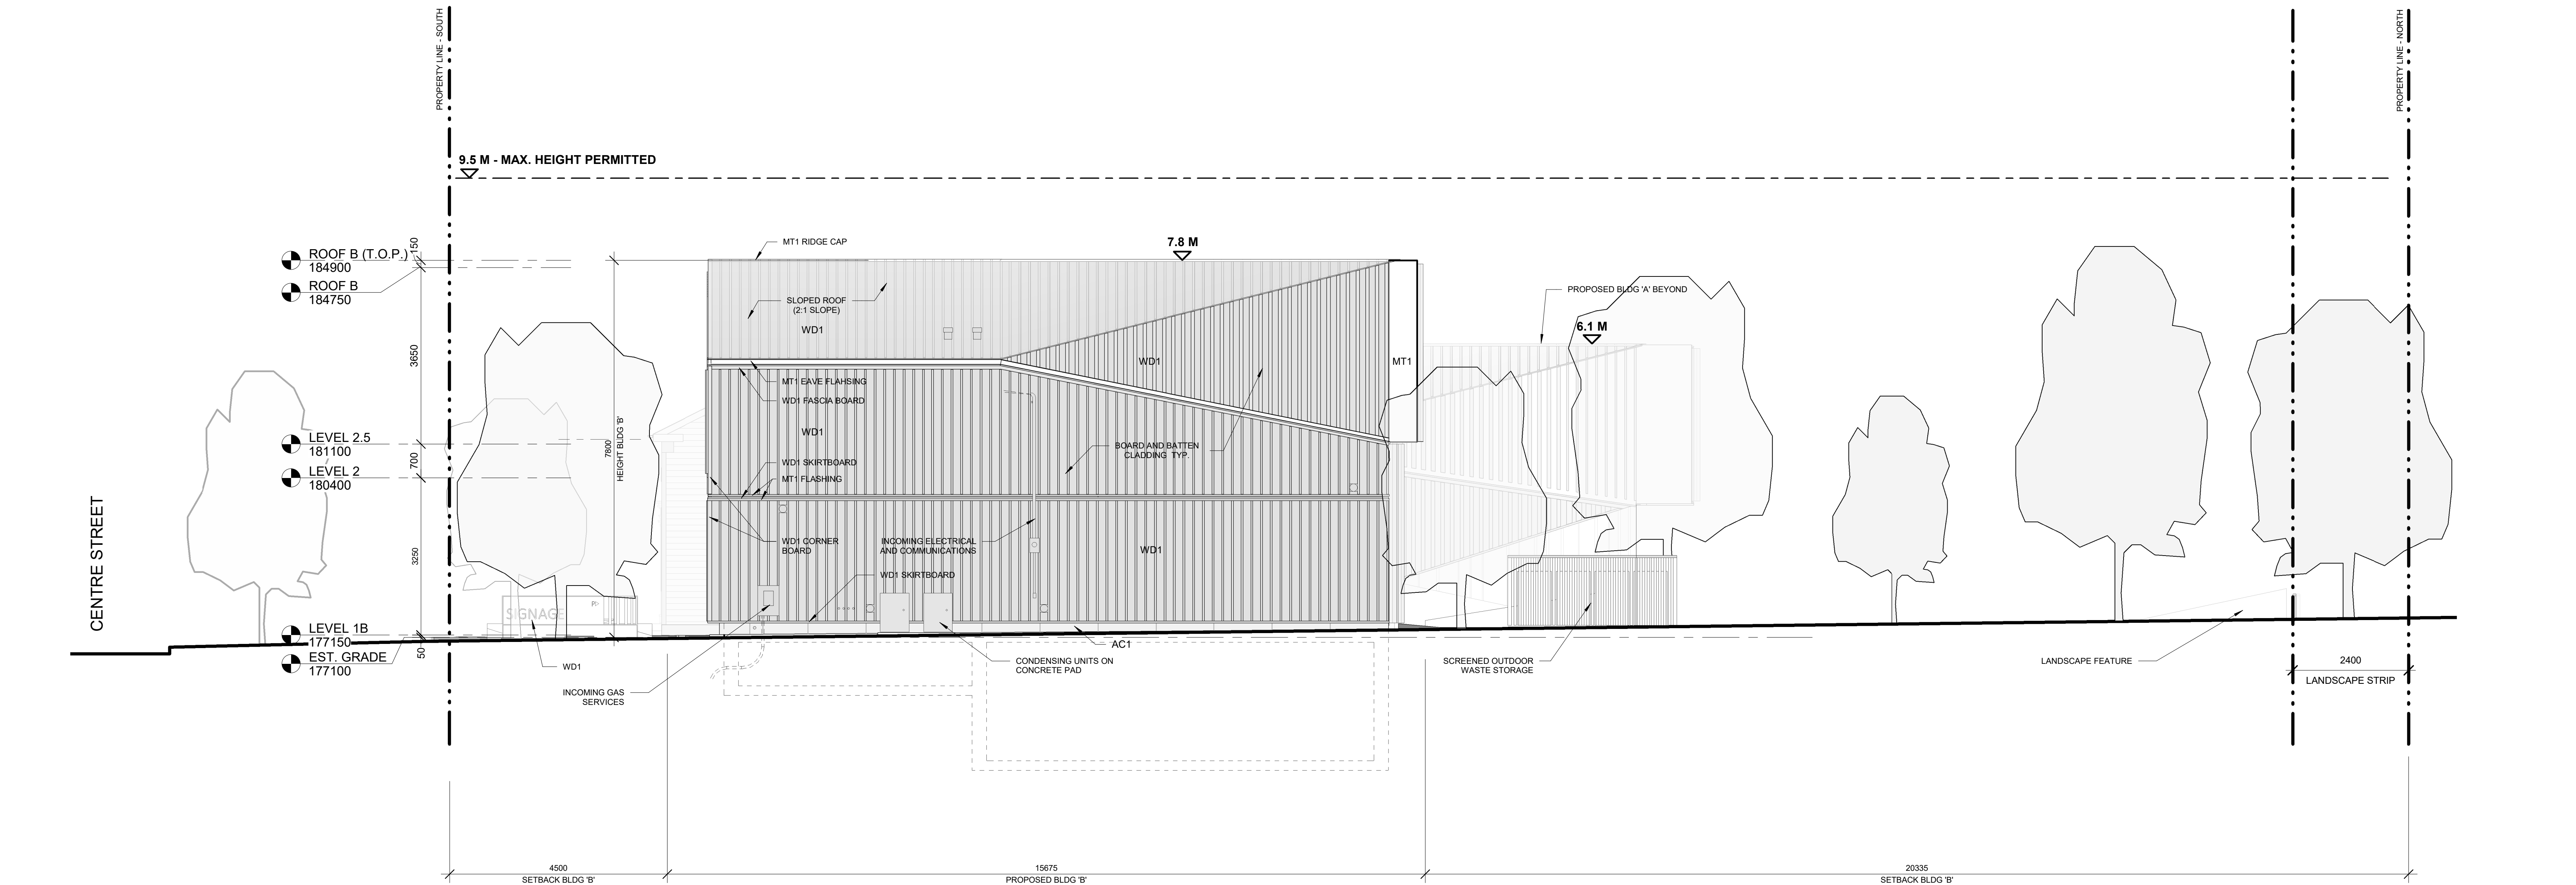 PROPERTY LINE - SOUTH
PROPERTY LINE - NORTH
9.5 M - MAX. HEIGHT PERMITTED
ROOF B (T.O.P.)
184900
150
ROOF B
184750
MT1 RIDGE CAP
7.8 M
SLOPED ROOF
(2:1 SLOPE)
WD1
PROPOSED BLDG 'A' BEYOND
6.1 M
3650
WD1
MT1
MT1 EAVE FLAHSING
WD1 FASCIA BOARD
WD1
7800
HEIGHT BLDG 'B'
LEVEL 2.5
181100
BOARD AND BATTEN
CLADDING TYP.
700
LEVEL 2
180400
WD1 SKIRTBOARD
MT1 FLASHING
CENTRE STREET
3250
WD1 CORNER
BOARD
INCOMING ELECTRICAL
AND COMMUNICATIONS
WD1
WD1 SKIRTBOARD
SIGNAGE
LEVEL 1B
177150
50
EST. GRADE
177100
WD1
AC1
INCOMING GAS
SERVICES
CONDENSING UNITS ON
CONCRETE PAD
SCREENED OUTDOOR
WASTE STORAGE
LANDSCAPE FEATURE
2400
LANDSCAPE STRIP
4500
SETBACK BLDG 'B'
15675
PROPOSED BLDG 'B'
20335
SETBACK BLDG 'B'